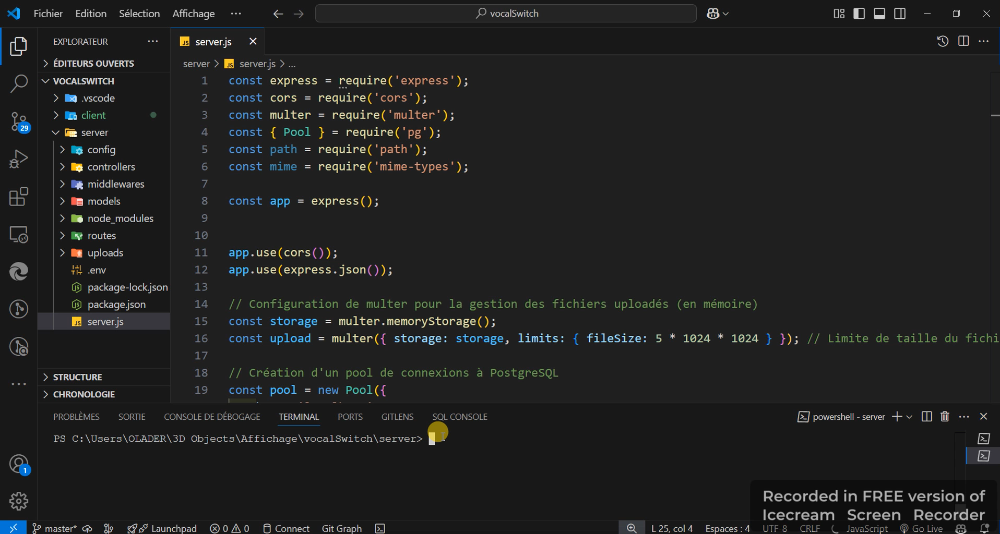 Fichier Edition Sélection Affichage ... vocalSwitch
EXPLORATEUR ...
ÉDITEURS OUVERTS
VOCALSWITCH
.vscode
client
server
config
controllers
middlewares
models
node_modules
routes
uploads
.env
package-lock.json
package.json
server.js
STRUCTURE
CHRONOLOGIE
29
1
server.js
server > server.js > ...
1 const express = require('express');
2 const cors = require('cors');
3 const multer = require('multer');
4 const { Pool } = require('pg');
5 const path = require('path');
6 const mime = require('mime-types');
7
8 const app = express();
9
10
11 app.use(cors());
12 app.use(express.json());
13
14 // Configuration de multer pour la gestion des fichiers uploadés (en mémoire)
15 const storage = multer.memoryStorage();
16 const upload = multer({ storage: storage, limits: { fileSize: 5 * 1024 * 1024 } }); // Limite de taille du fichi
17
18 // Création d'un pool de connexions à PostgreSQL
19 const pool = new Pool({
PROBLÈMES SORTIE CONSOLE DE DÉBOGAGE TERMINAL PORTS GITLENS SQL CONSOLE powershell - server
PS C:\Users\OLADER\3D Objects\Affichage\vocalSwitch\server>
Recorded in FREE version of
Icecream Screen Recorder
master* Launchpad 0 0 Connect Git Graph L 25, col 4 Espaces : 4 UTF-8 CRLF JavaScript Go Live